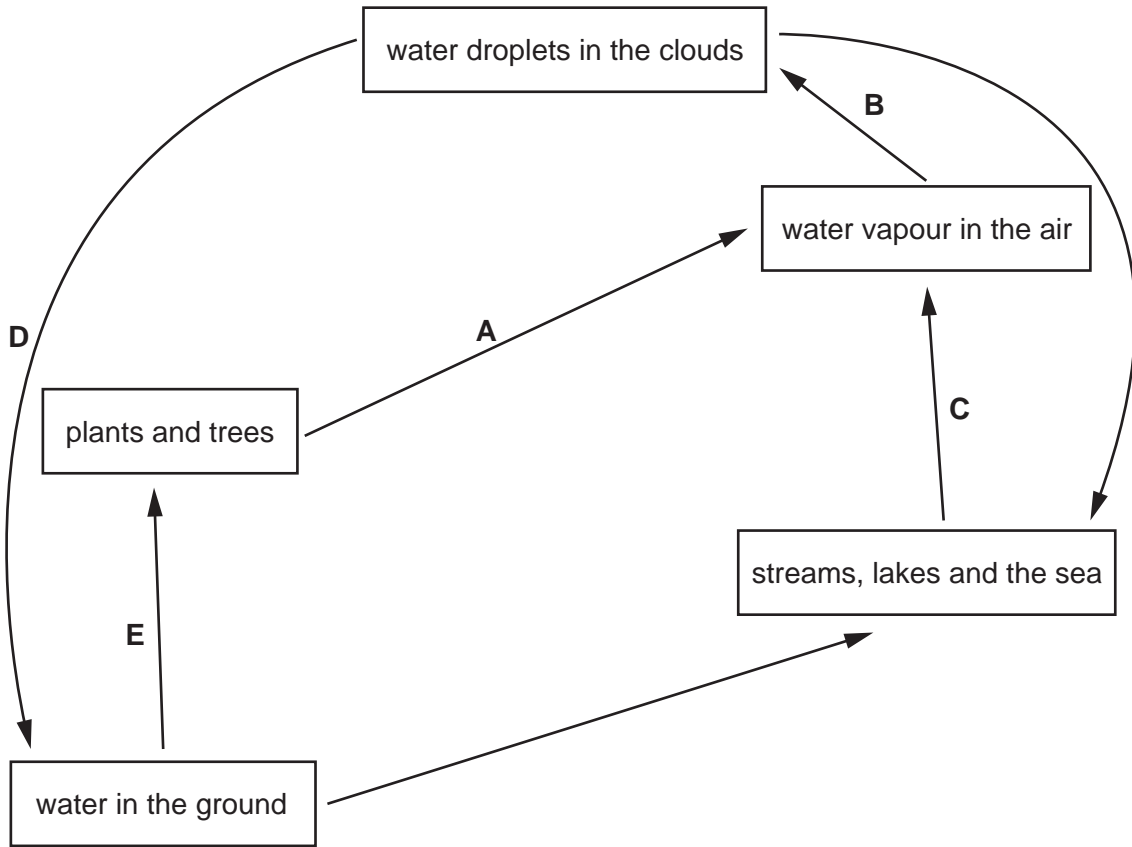 water droplets in the clouds
B
water vapour in the air
D
A
plants and trees
C
streams, lakes and the sea
E
water in the ground